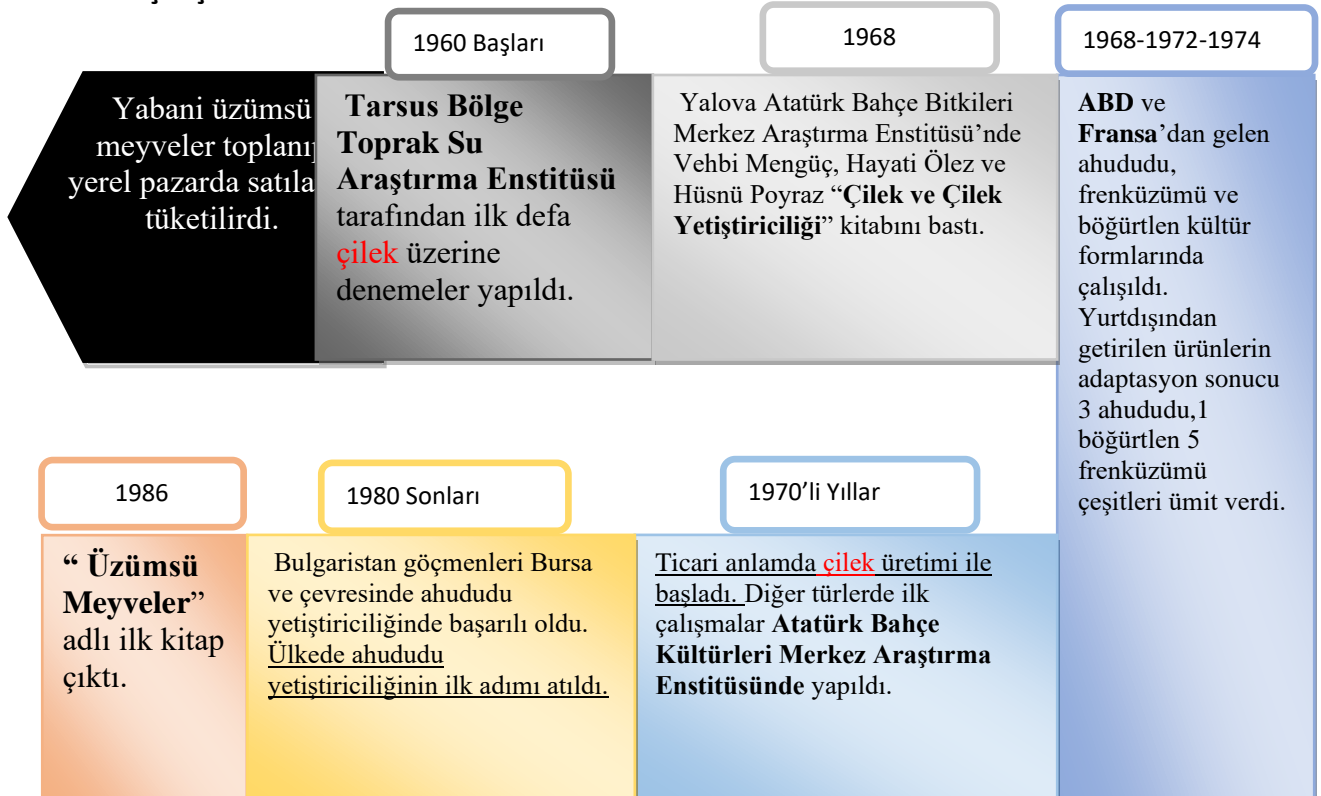 1960 Başları
1968
1968-1972-1974
Yabani üzümsü
meyveler toplanıp
yerel pazarda
tüketilirdi.
Tarsus Bölge
Toprak Su
Araştırma Enstitüsü
tarafından ilk defa
çilek üzerine
denemeler yapıldı.
Yalova Atatürk Bahçe Bitkileri
Merkez Araştırma Enstitüsü’nde
Vehbi Mengüç, Hayati Ölez ve
Hüsnü Poyraz “Çilek ve Çilek
Yetiştiriciliği” kitabını bastı.
ABD ve
Fransa’dan gelen
ahududu,
frenküzümü ve
böğürtlen kültür
formlarında
çalışıldı.
Yurtdışından
getirilen ürünlerin
adaptasyon sonucu
3 ahududu,1
böğürtlen 5
frenküzümü
çeşitleri ümit verdi.
1986
1980 Sonları
1970’li Yıllar
“ Üzümsü
Meyveler”
adlı ilk kitap
çıktı.
Bulgaristan göçmenleri Bursa
ve çevresinde ahududu
yetiştiriciliğinde başarılı oldu.
Ülkede ahududu
yetiştiriciliğinin ilk adımı atıldı.
Ticari anlamda çilek üretimi ile
başladı. Diğer türlerde ilk
çalışmalar Atatürk Bahçe
Kültürleri Merkez Araştırma
Enstitüsünde yapıldı.